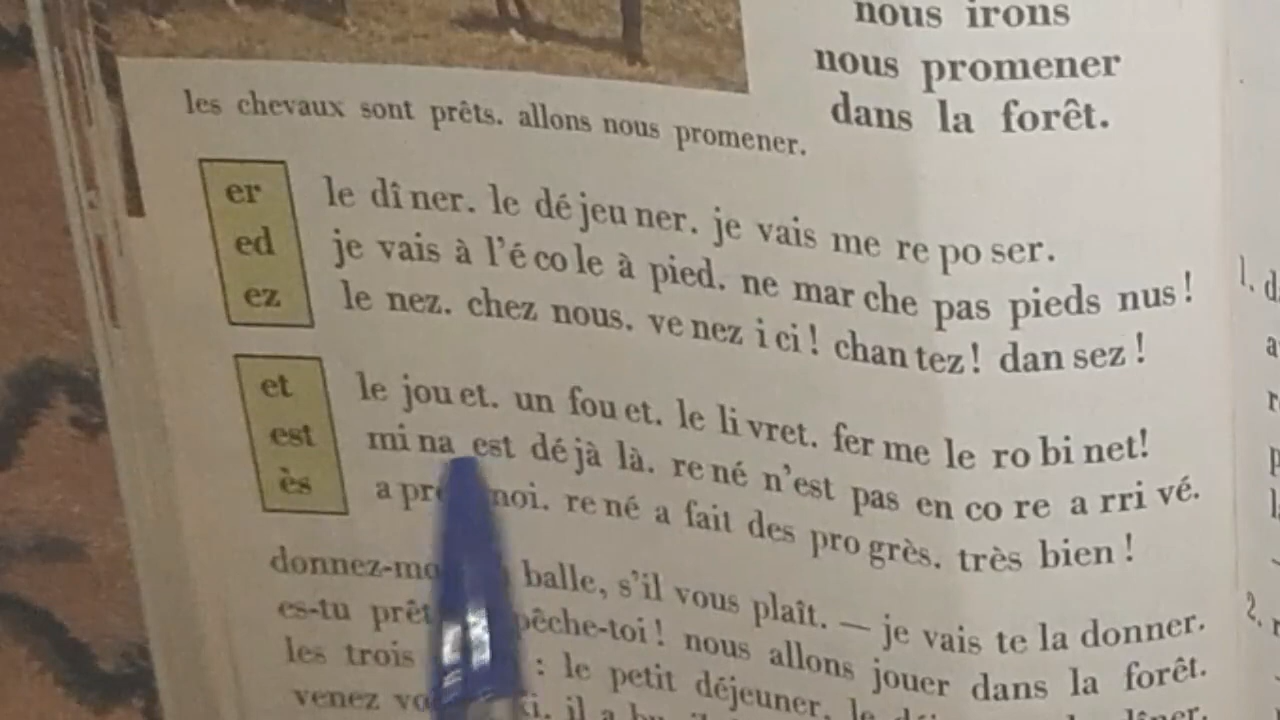 nous irons
nous promener
dans la forêt.
les chevaux sont prêts. allons nous promener.
er
ed
ez
le dî ner. le dé jeu ner. je vais me re po ser.
je vais à l'é co le à pied. ne mar che pas pieds nus!
le nez. chez nous. ve nez i ci! chan tez! dan sez!
et
est
ès
le jou et. un fou et. le li vret. fer me le ro bi net!
mi na est dé jà là. re né n'est pas en co re a rri vé.
moi. re né a fait des pro grès. très bien!
balle, s'il vous plaît. — je vais te la donner.
es-tu nous allons jouer dans la forêt.
les trois : le petit déjeuner, le
venez il a
1.
2.